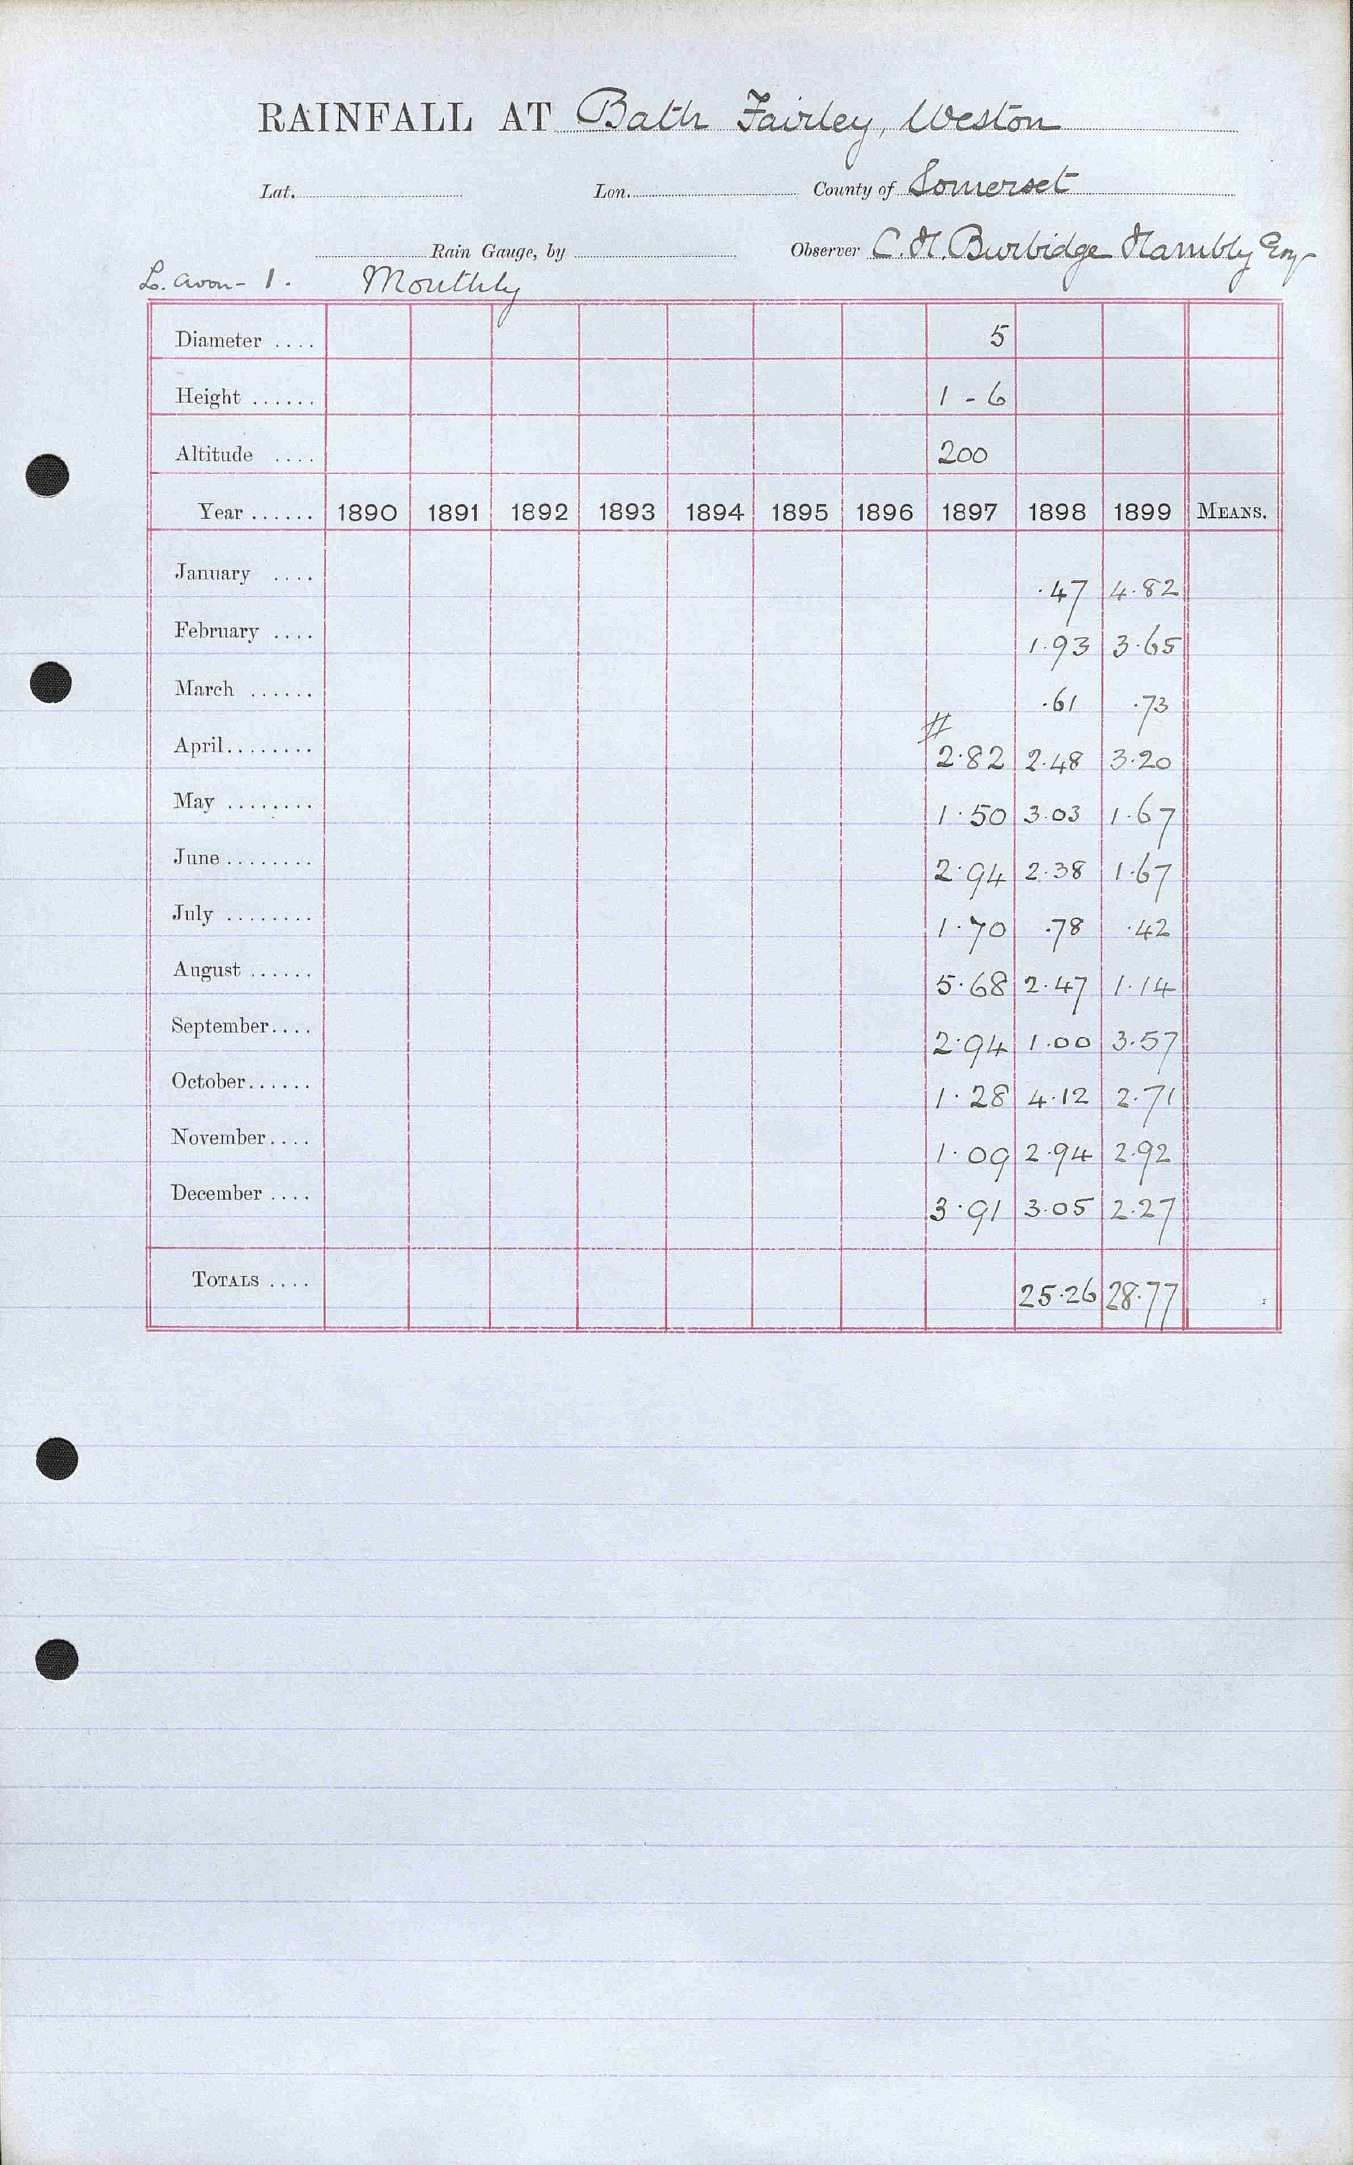 RAINFALL AT Bath Fairley, Weston
Lat. Lon. County of Somerset
Rain Gauge, by Observer C. H. Burbidge Hambly Esq
L. Avon - 1. Monthly
Diameter .... 5
Height ...... 1 - 6
Altitude .... 200
Year ...... 1890 1891 1892 1893 1894 1895 1896 1897 1898 1899 MEANS.
January .... .47 4.82
February .... 1.93 3.65
March ...... .61 .73
#
April........ 2.82 2.48 3.20
May ........ 1.50 3.03 1.67
June ........ 2.94 2.38 1.67
July ........ 1.70 .78 .42
August ...... 5.68 2.47 1.14
September.... 2.94 1.00 3.57
October...... 1.28 4.12 2.71
November.... 1.09 2.94 2.92
December .... 3.91 3.05 2.27
TOTALS .... 25.26 28.77